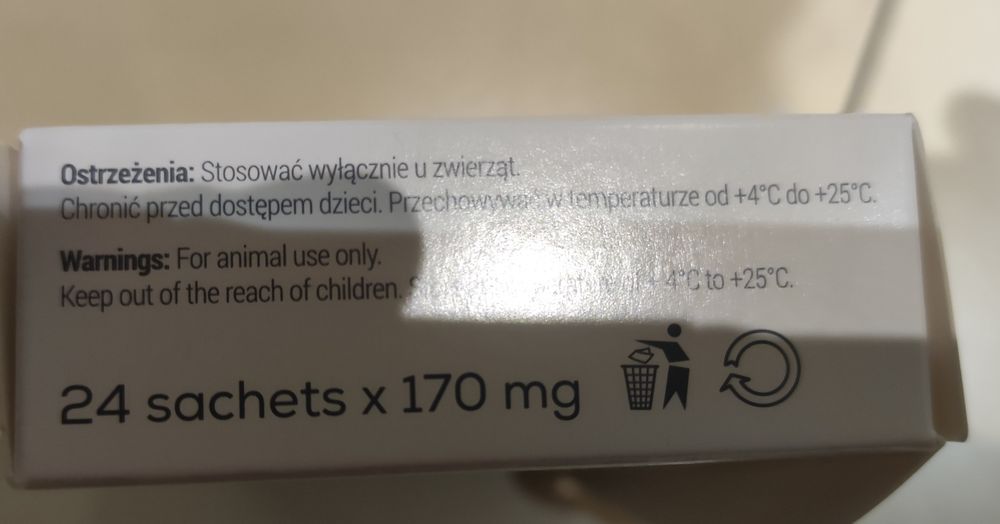 Ostrzeżenia: Stosować wyłącznie u zwierząt.
Chronić przed dostępem dzieci. Przechowywać w temperaturze od +4°C do +25°C.
Warnings: For animal use only.
Keep out of the reach of children. +4°C to +25°C.
24 sachets x 170 mg